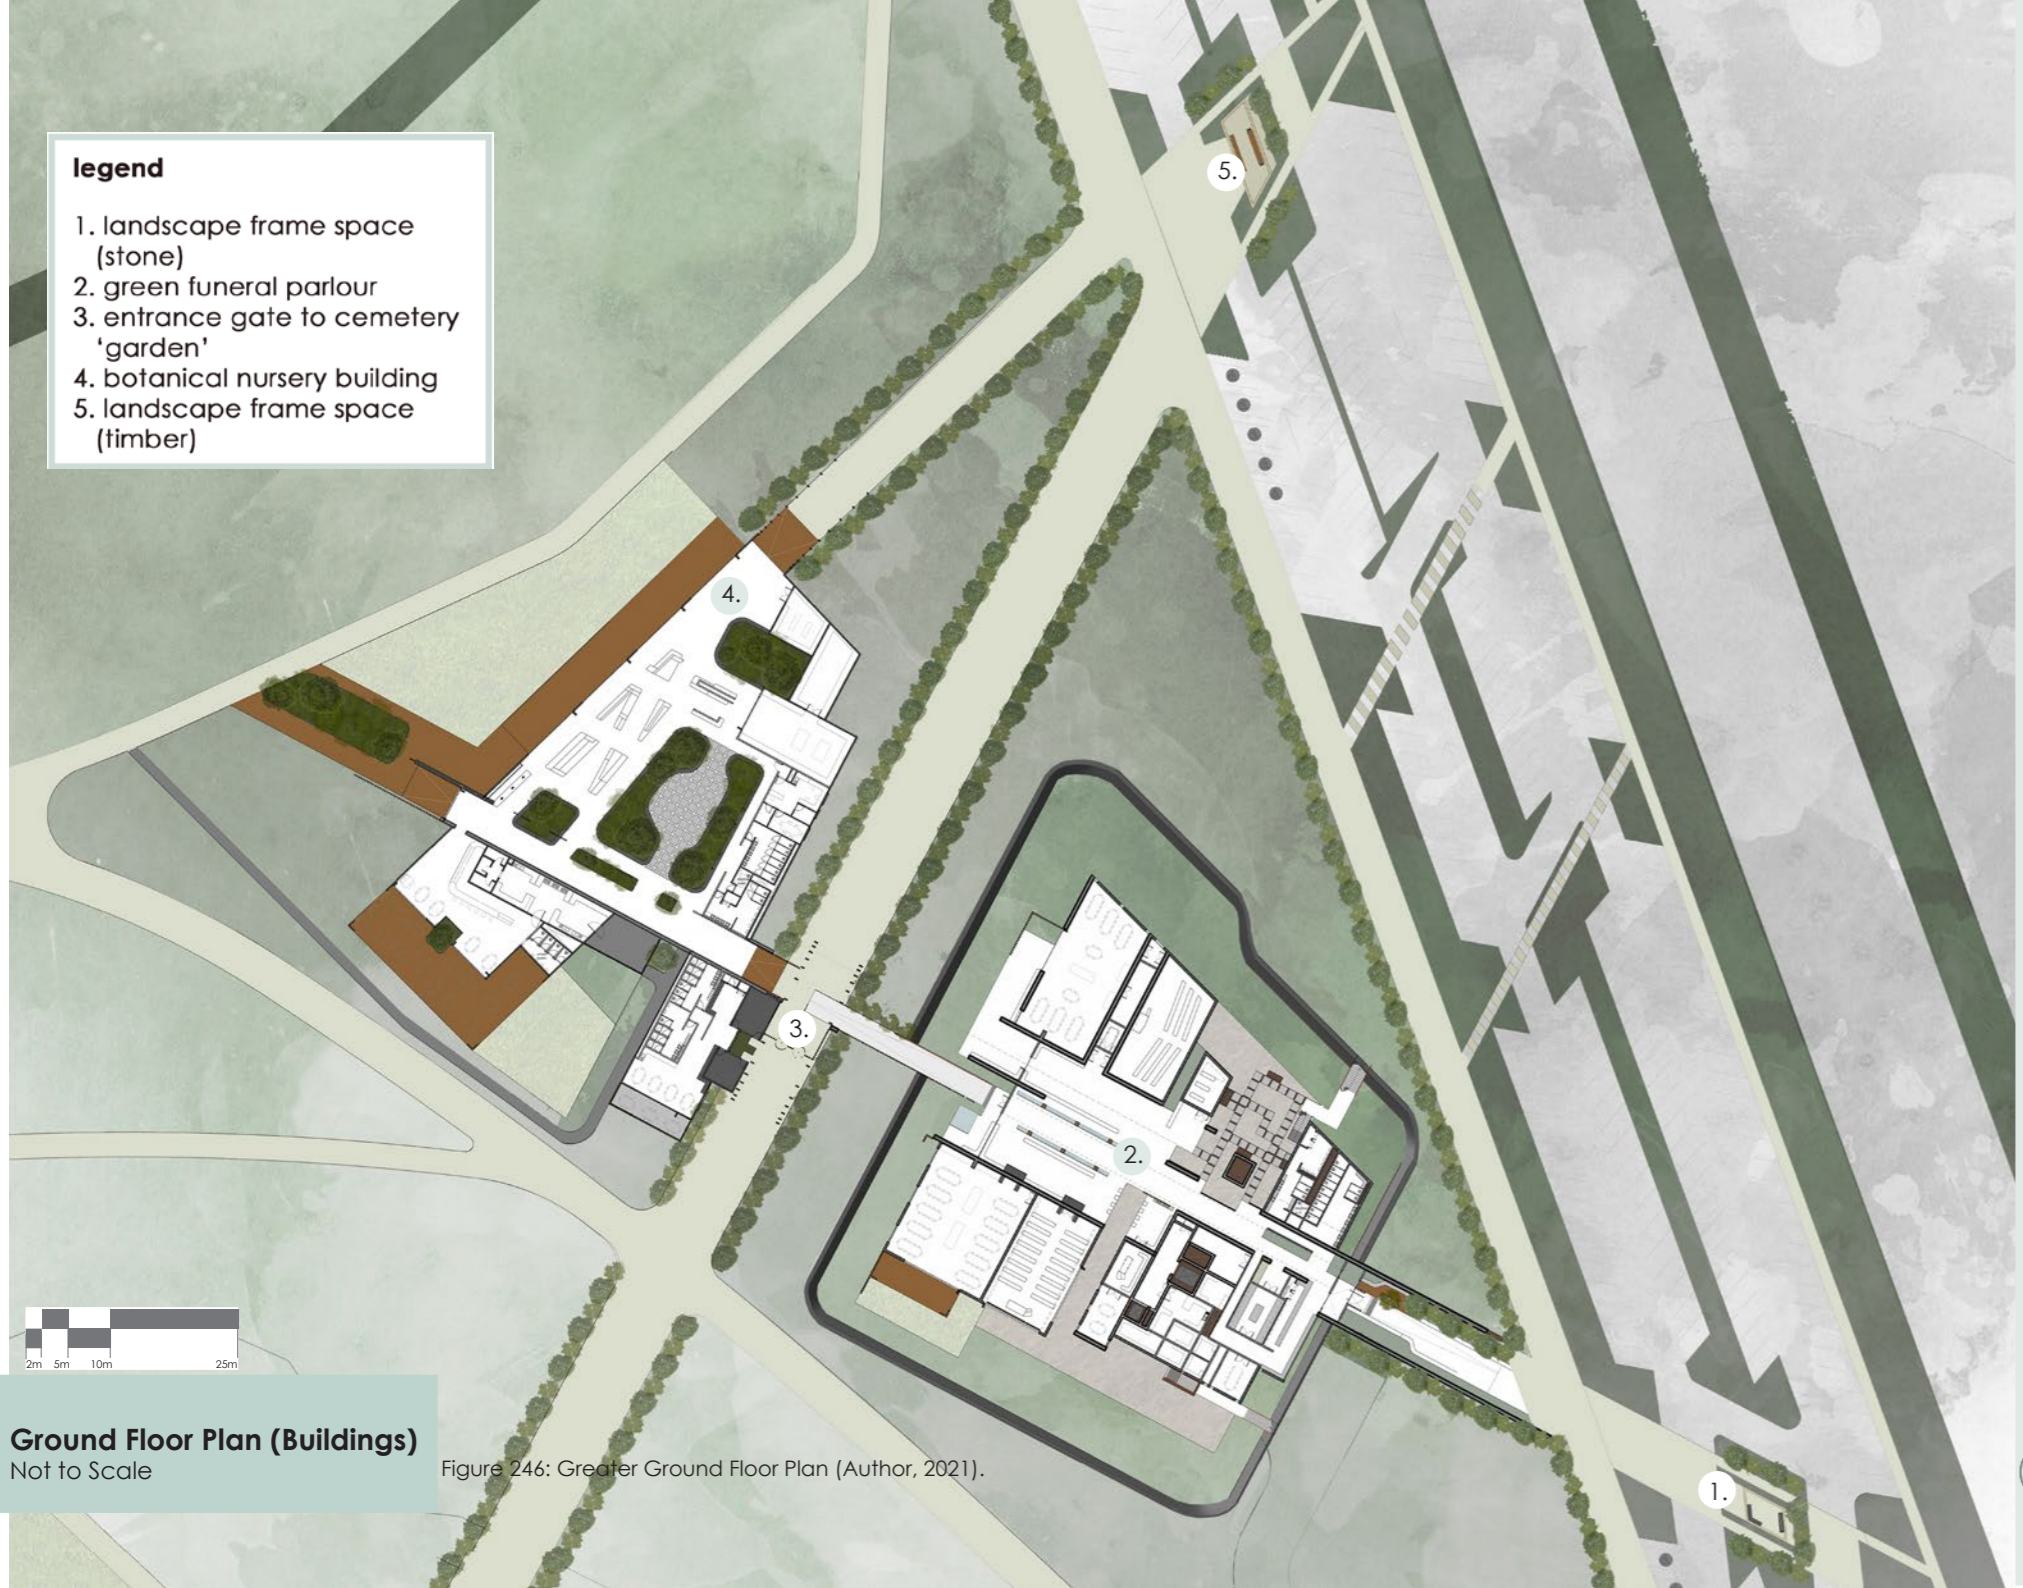 legend
1. landscape frame space
(stone)
2. green funeral parlour
3. entrance gate to cemetery
‘garden’
4. botanical nursery building
5. landscape frame space
(timber)
5.
4.
3.
2.
1.
2m 5m 10m 25m
Ground Floor Plan (Buildings)
Not to Scale
Figure 246: Greater Ground Floor Plan (Author, 2021).